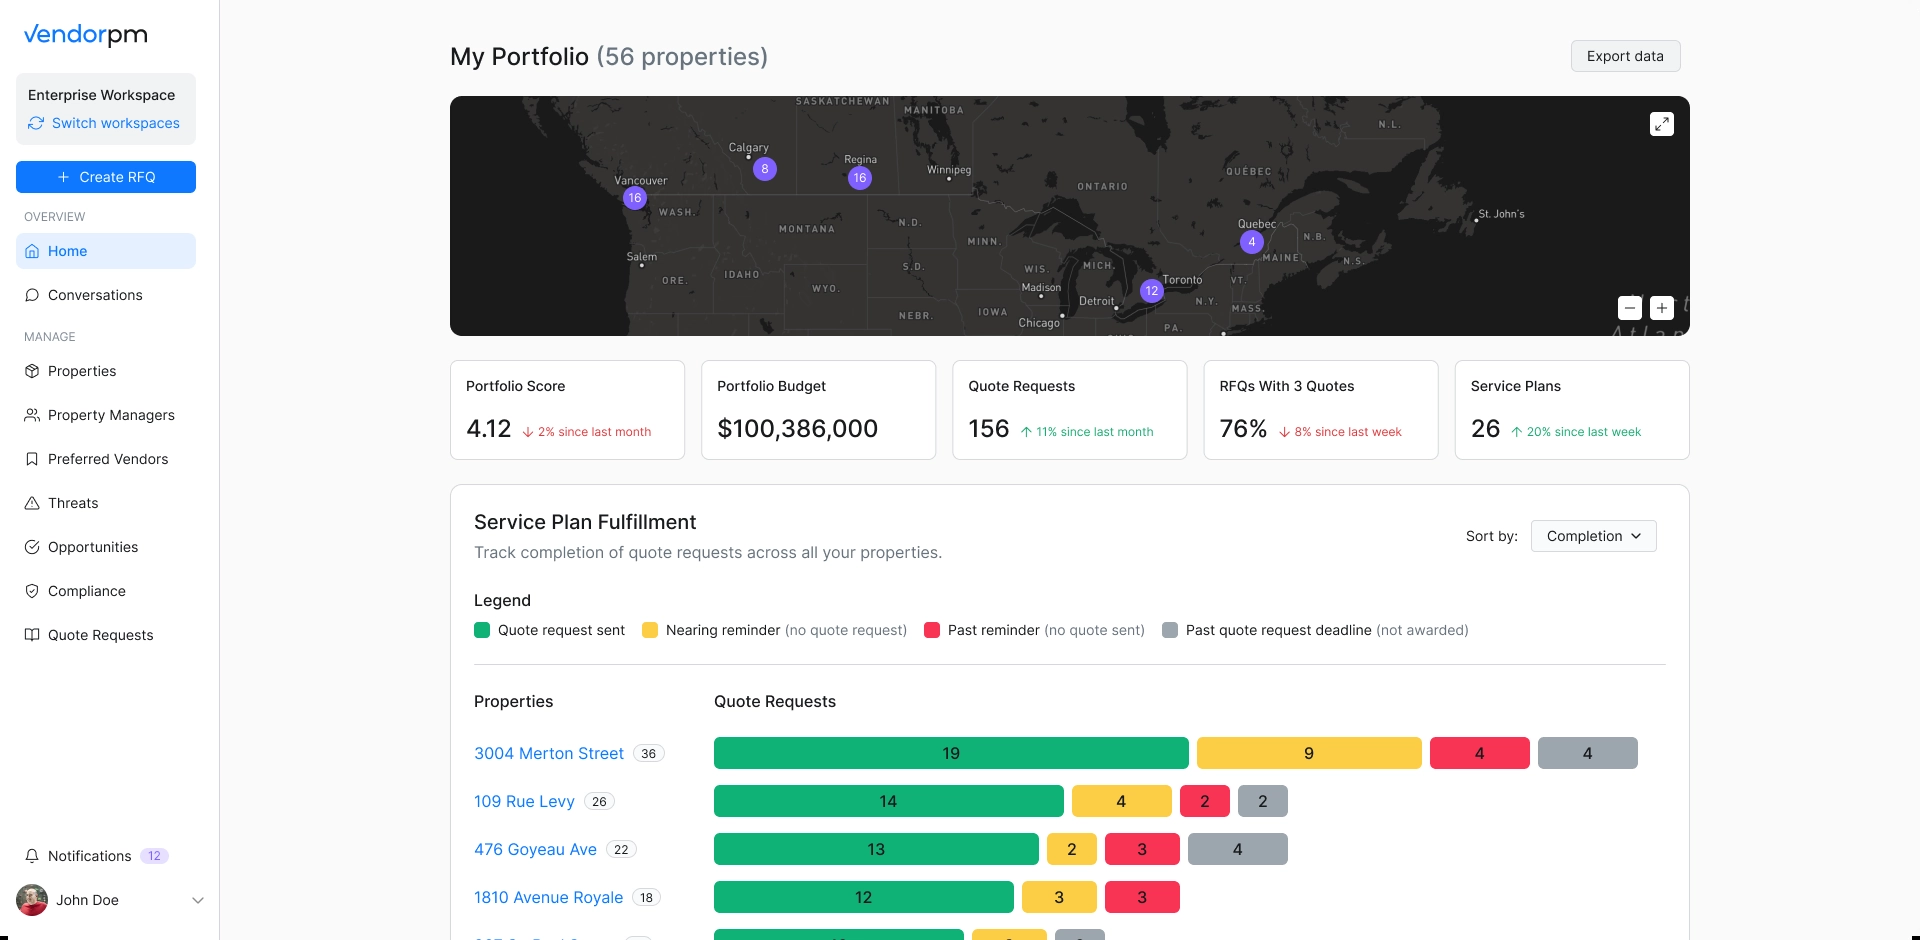 vendorpm
Enterprise Workspace
Switch workspaces
Create RFQ
OVERVIEW
Home
Conversations
MANAGE
Properties
Property Managers
Preferred Vendors
Threats
Opportunities
Compliance
Quote Requests
Notifications 12
John Doe
My Portfolio (56 properties)
Export data
SASKATCHEWAN
MANITOBA
N.L.
Calgary
8
Regina
16
Winnipeg
ONTARIO
QUÉBEC
Vancouver
16
WASH.
MONTANA
N.D.
MINN.
Quebec
4
N.B.
St. John's
MAINE
N.S.
Salem
ORE.
IDAHO
WYO.
S.D.
WIS.
MICH.
Madison
Toronto
12
VT.
Detroit
N.Y.
MASS.
NEBR.
IOWA
Chicago
PA.
Portfolio Score
4.12 2% since last month
Portfolio Budget
$100,386,000
Quote Requests
156 11% since last month
RFQs With 3 Quotes
76% 8% since last week
Service Plans
26 20% since last week
Service Plan Fulfillment
Track completion of quote requests across all your properties.
Sort by: Completion
Legend
Quote request sent Nearing reminder (no quote request) Past reminder (no quote sent) Past quote request deadline (not awarded)
Properties Quote Requests
3004 Merton Street 36 19 9 4 4
109 Rue Levy 26 14 4 2 2
476 Goyeau Ave 22 13 2 3 4
1810 Avenue Royale 18 12 3 3